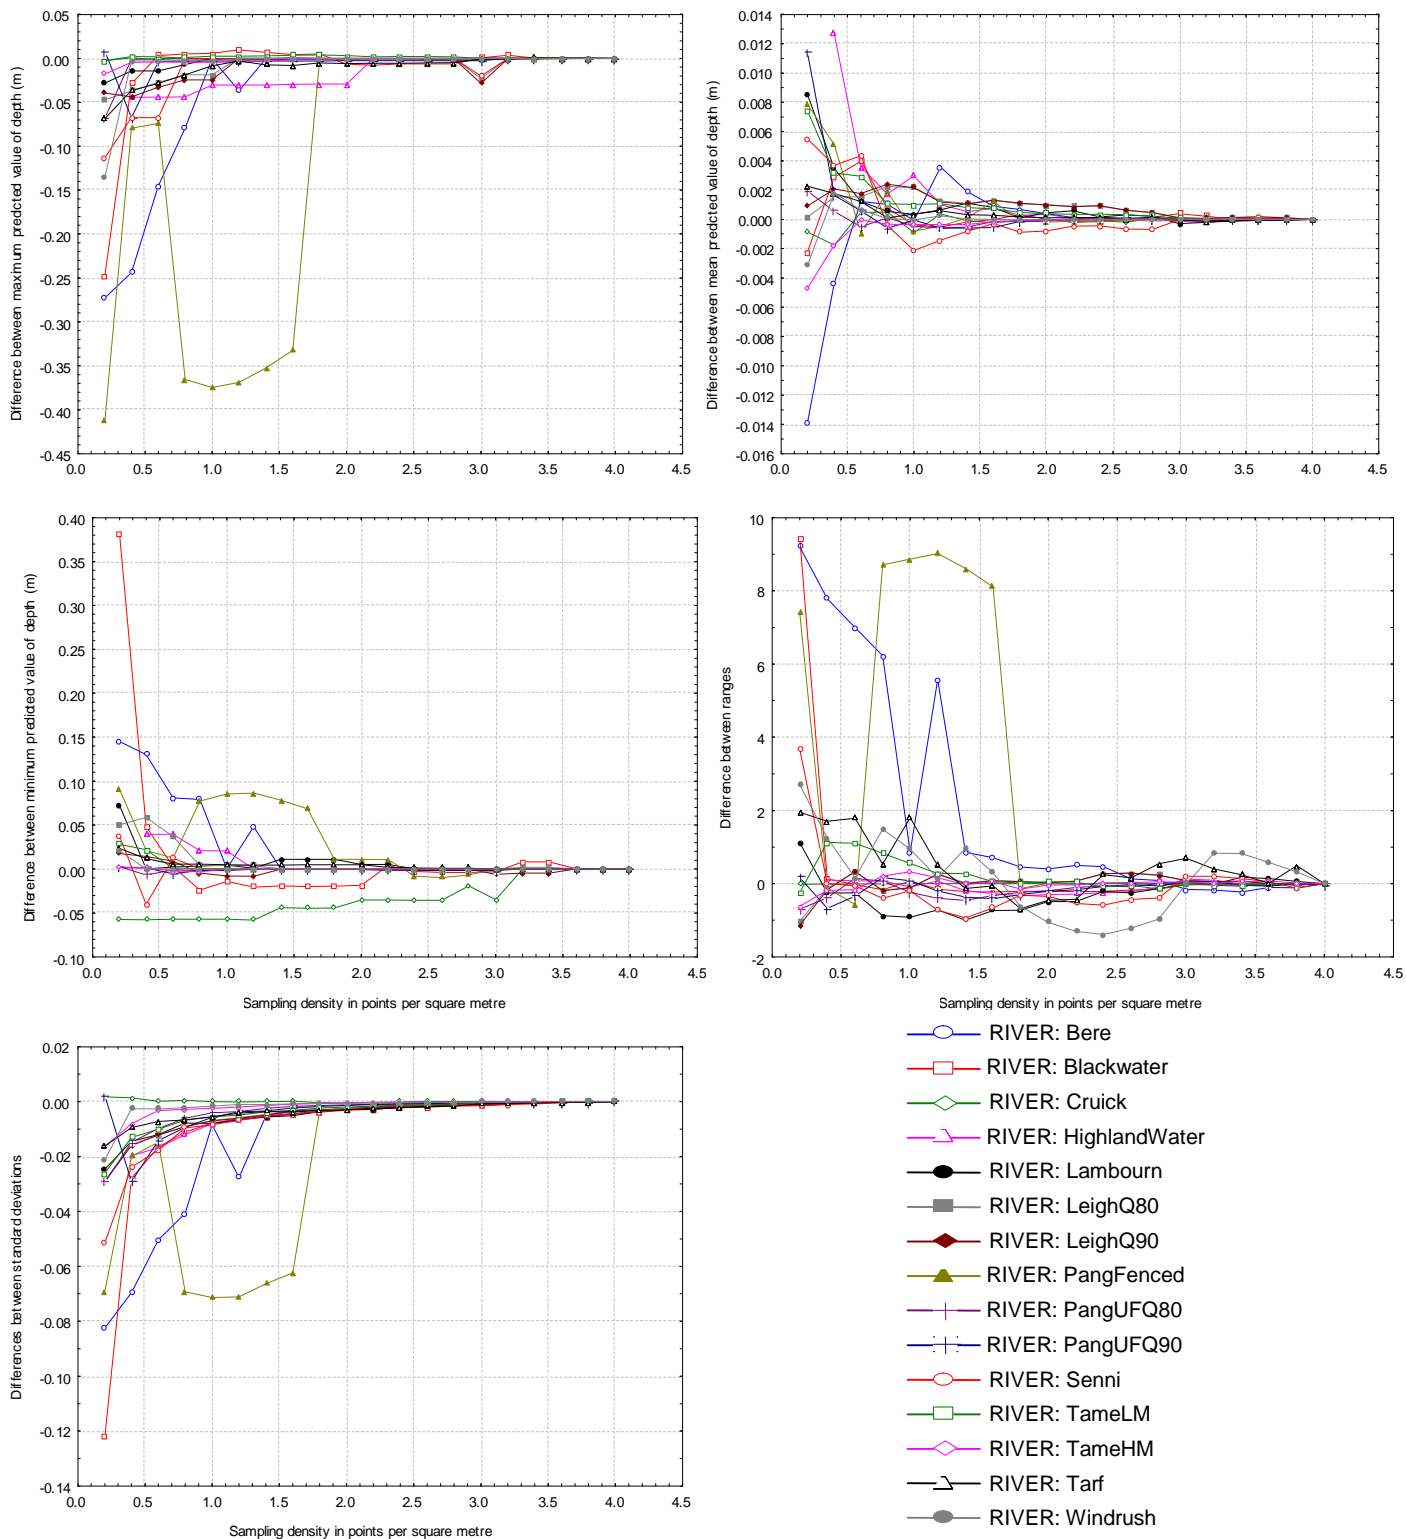 Difference between maximum predicted value of depth (m)
0.05
0.00
-0.05
-0.10
-0.15
-0.20
-0.25
-0.30
-0.35
-0.40
-0.45
0.0 0.5 1.0 1.5 2.0 2.5 3.0 3.5 4.0 4.5
Difference between mean predicted value of depth (m)
0.014
0.012
0.010
0.008
0.006
0.004
0.002
0.000
-0.002
-0.004
-0.006
-0.008
-0.010
-0.012
-0.014
-0.016
0.0 0.5 1.0 1.5 2.0 2.5 3.0 3.5 4.0 4.5
Difference between minimum predicted value of depth (m)
0.40
0.35
0.30
0.25
0.20
0.15
0.10
0.05
0.00
-0.05
-0.10
0.0 0.5 1.0 1.5 2.0 2.5 3.0 3.5 4.0 4.5
Sampling density in points per square metre
Difference between ranges
10
8
6
4
2
0
-2
0.0 0.5 1.0 1.5 2.0 2.5 3.0 3.5 4.0 4.5
Sampling density in points per square metre
Differences between standard deviations
0.02
0.00
-0.02
-0.04
-0.06
-0.08
-0.10
-0.12
-0.14
0.0 0.5 1.0 1.5 2.0 2.5 3.0 3.5 4.0 4.5
Sampling density in points per square metre
RIVER: Bere
RIVER: Blackwater
RIVER: Cruick
RIVER: HighlandWater
RIVER: Lambourn
RIVER: LeighQ80
RIVER: LeighQ90
RIVER: PangFenced
RIVER: PangUFQ80
RIVER: PangUFQ90
RIVER: Senni
RIVER: TameLM
RIVER: TameHM
RIVER: Tarf
RIVER: Windrush